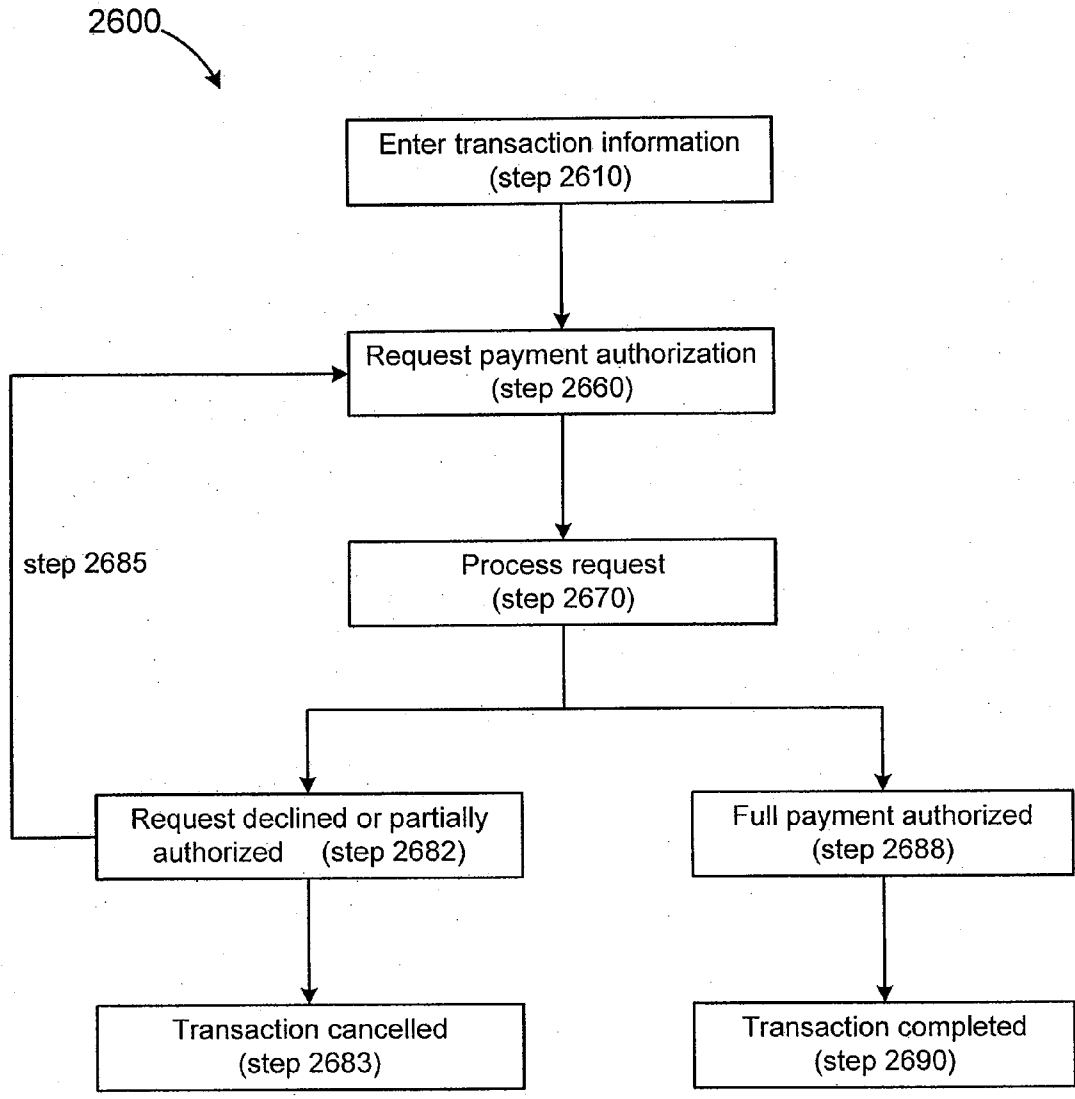 2600
Enter transaction information
(step 2610)
Request payment authorization
(step 2660)
step 2685
Process request
(step 2670)
Request declined or partially
authorized (step 2682)
Full payment authorized
(step 2688)
Transaction cancelled
(step 2683)
Transaction completed
(step 2690)